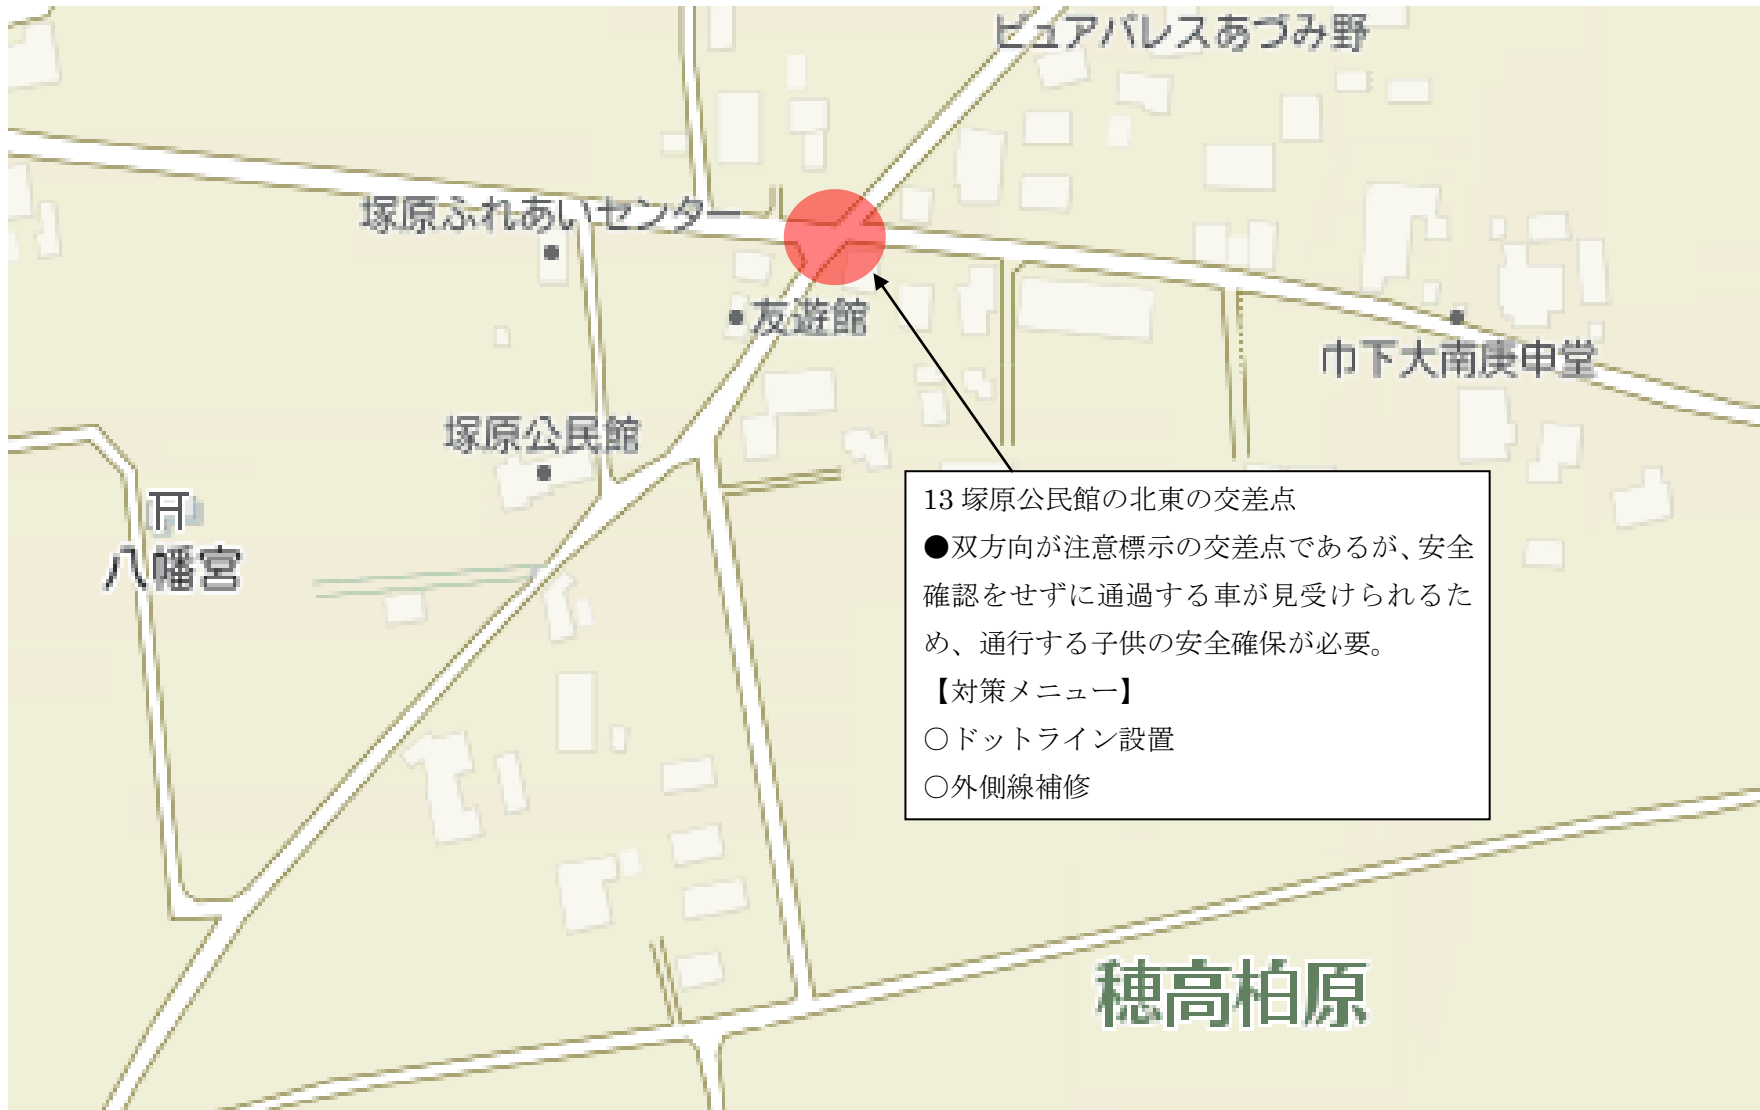 ピュアパレスあづみ野
塚原ふれあいセンター
友遊館
巾下大南庚申堂
塚原公民館
八幡宮
13 塚原公民館の北東の交差点
●双方向が注意標示の交差点であるが、安全
確認をせずに通過する車が見受けられるた
め、通行する子供の安全確保が必要。
【対策メニュー】
○ドットライン設置
○外側線補修
穂高柏原